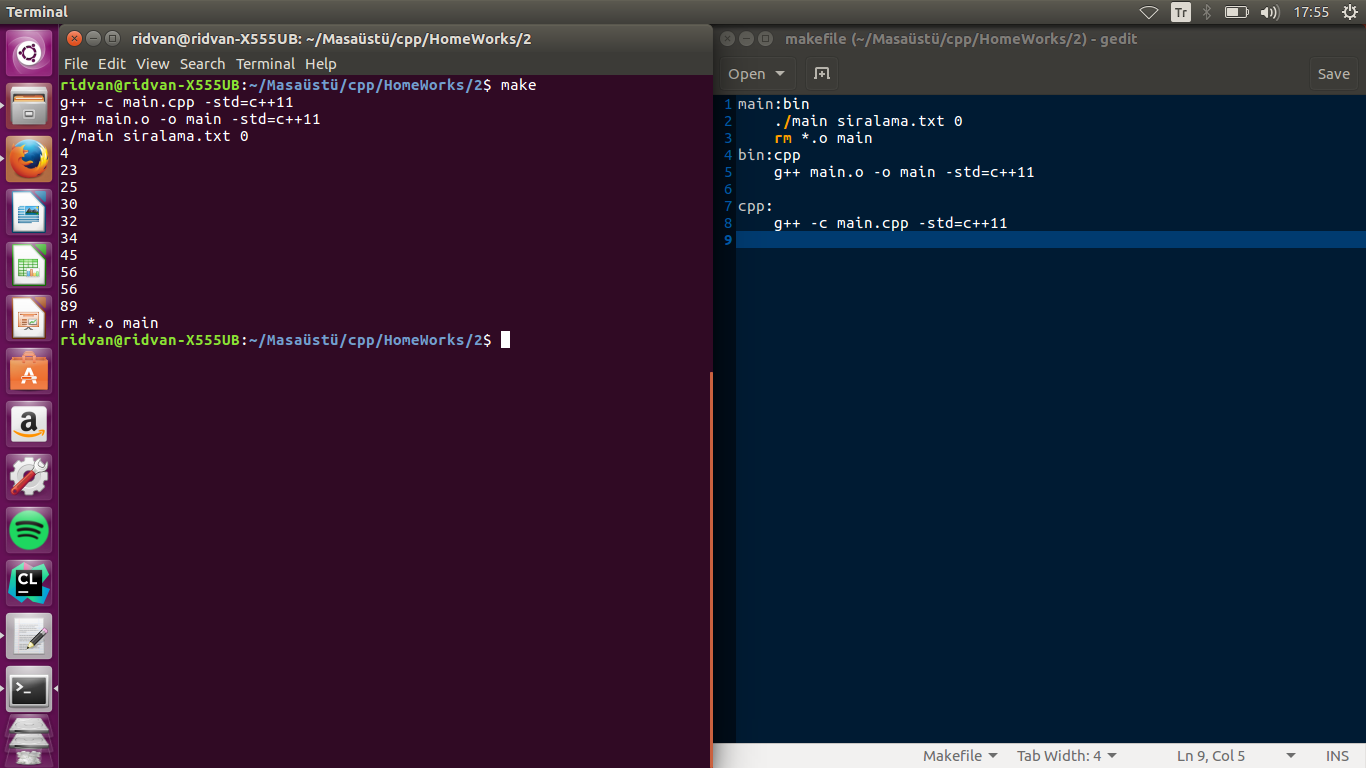 Terminal
Tr
17:55
ridvan@ridvan-X555UB: ~/Masaüstü/cpp/HomeWorks/2
File Edit View Search Terminal Help
ridvan@ridvan-X555UB:~/Masaüstü/cpp/HomeWorks/2$ make
g++ -c main.cpp -std=c++11
g++ main.o -o main -std=c++11
./main siralama.txt 0
4
23
25
30
32
34
45
56
56
89
rm *.o main
ridvan@ridvan-X555UB:~/Masaüstü/cpp/HomeWorks/2$
makefile (~/Masaüstü/cpp/HomeWorks/2) - gedit
Open
Save
1 main:bin
2 ./main siralama.txt 0
3 rm *.o main
4 bin:cpp
5 g++ main.o -o main -std=c++11
6
7 cpp:
8 g++ -c main.cpp -std=c++11
9
Makefile
Tab Width: 4
Ln 9, Col 5
INS
A
a
CL
>_